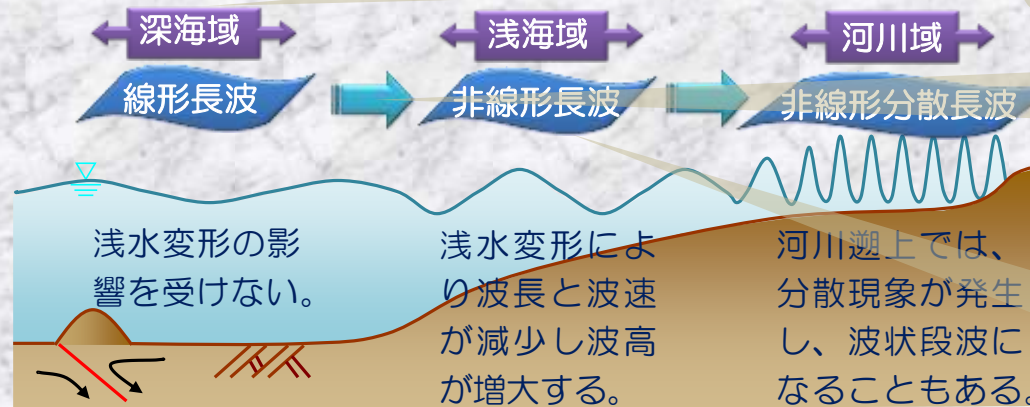 深海域
浅海域
河川域
線形長波
非線形長波
非線形分散長波
浅水変形の影
響を受けない。
浅水変形によ
り波長と波速
が減少し波高
が増大する。
河川遡上では、
分散現象が発生
し、波状段波に
なることもある。